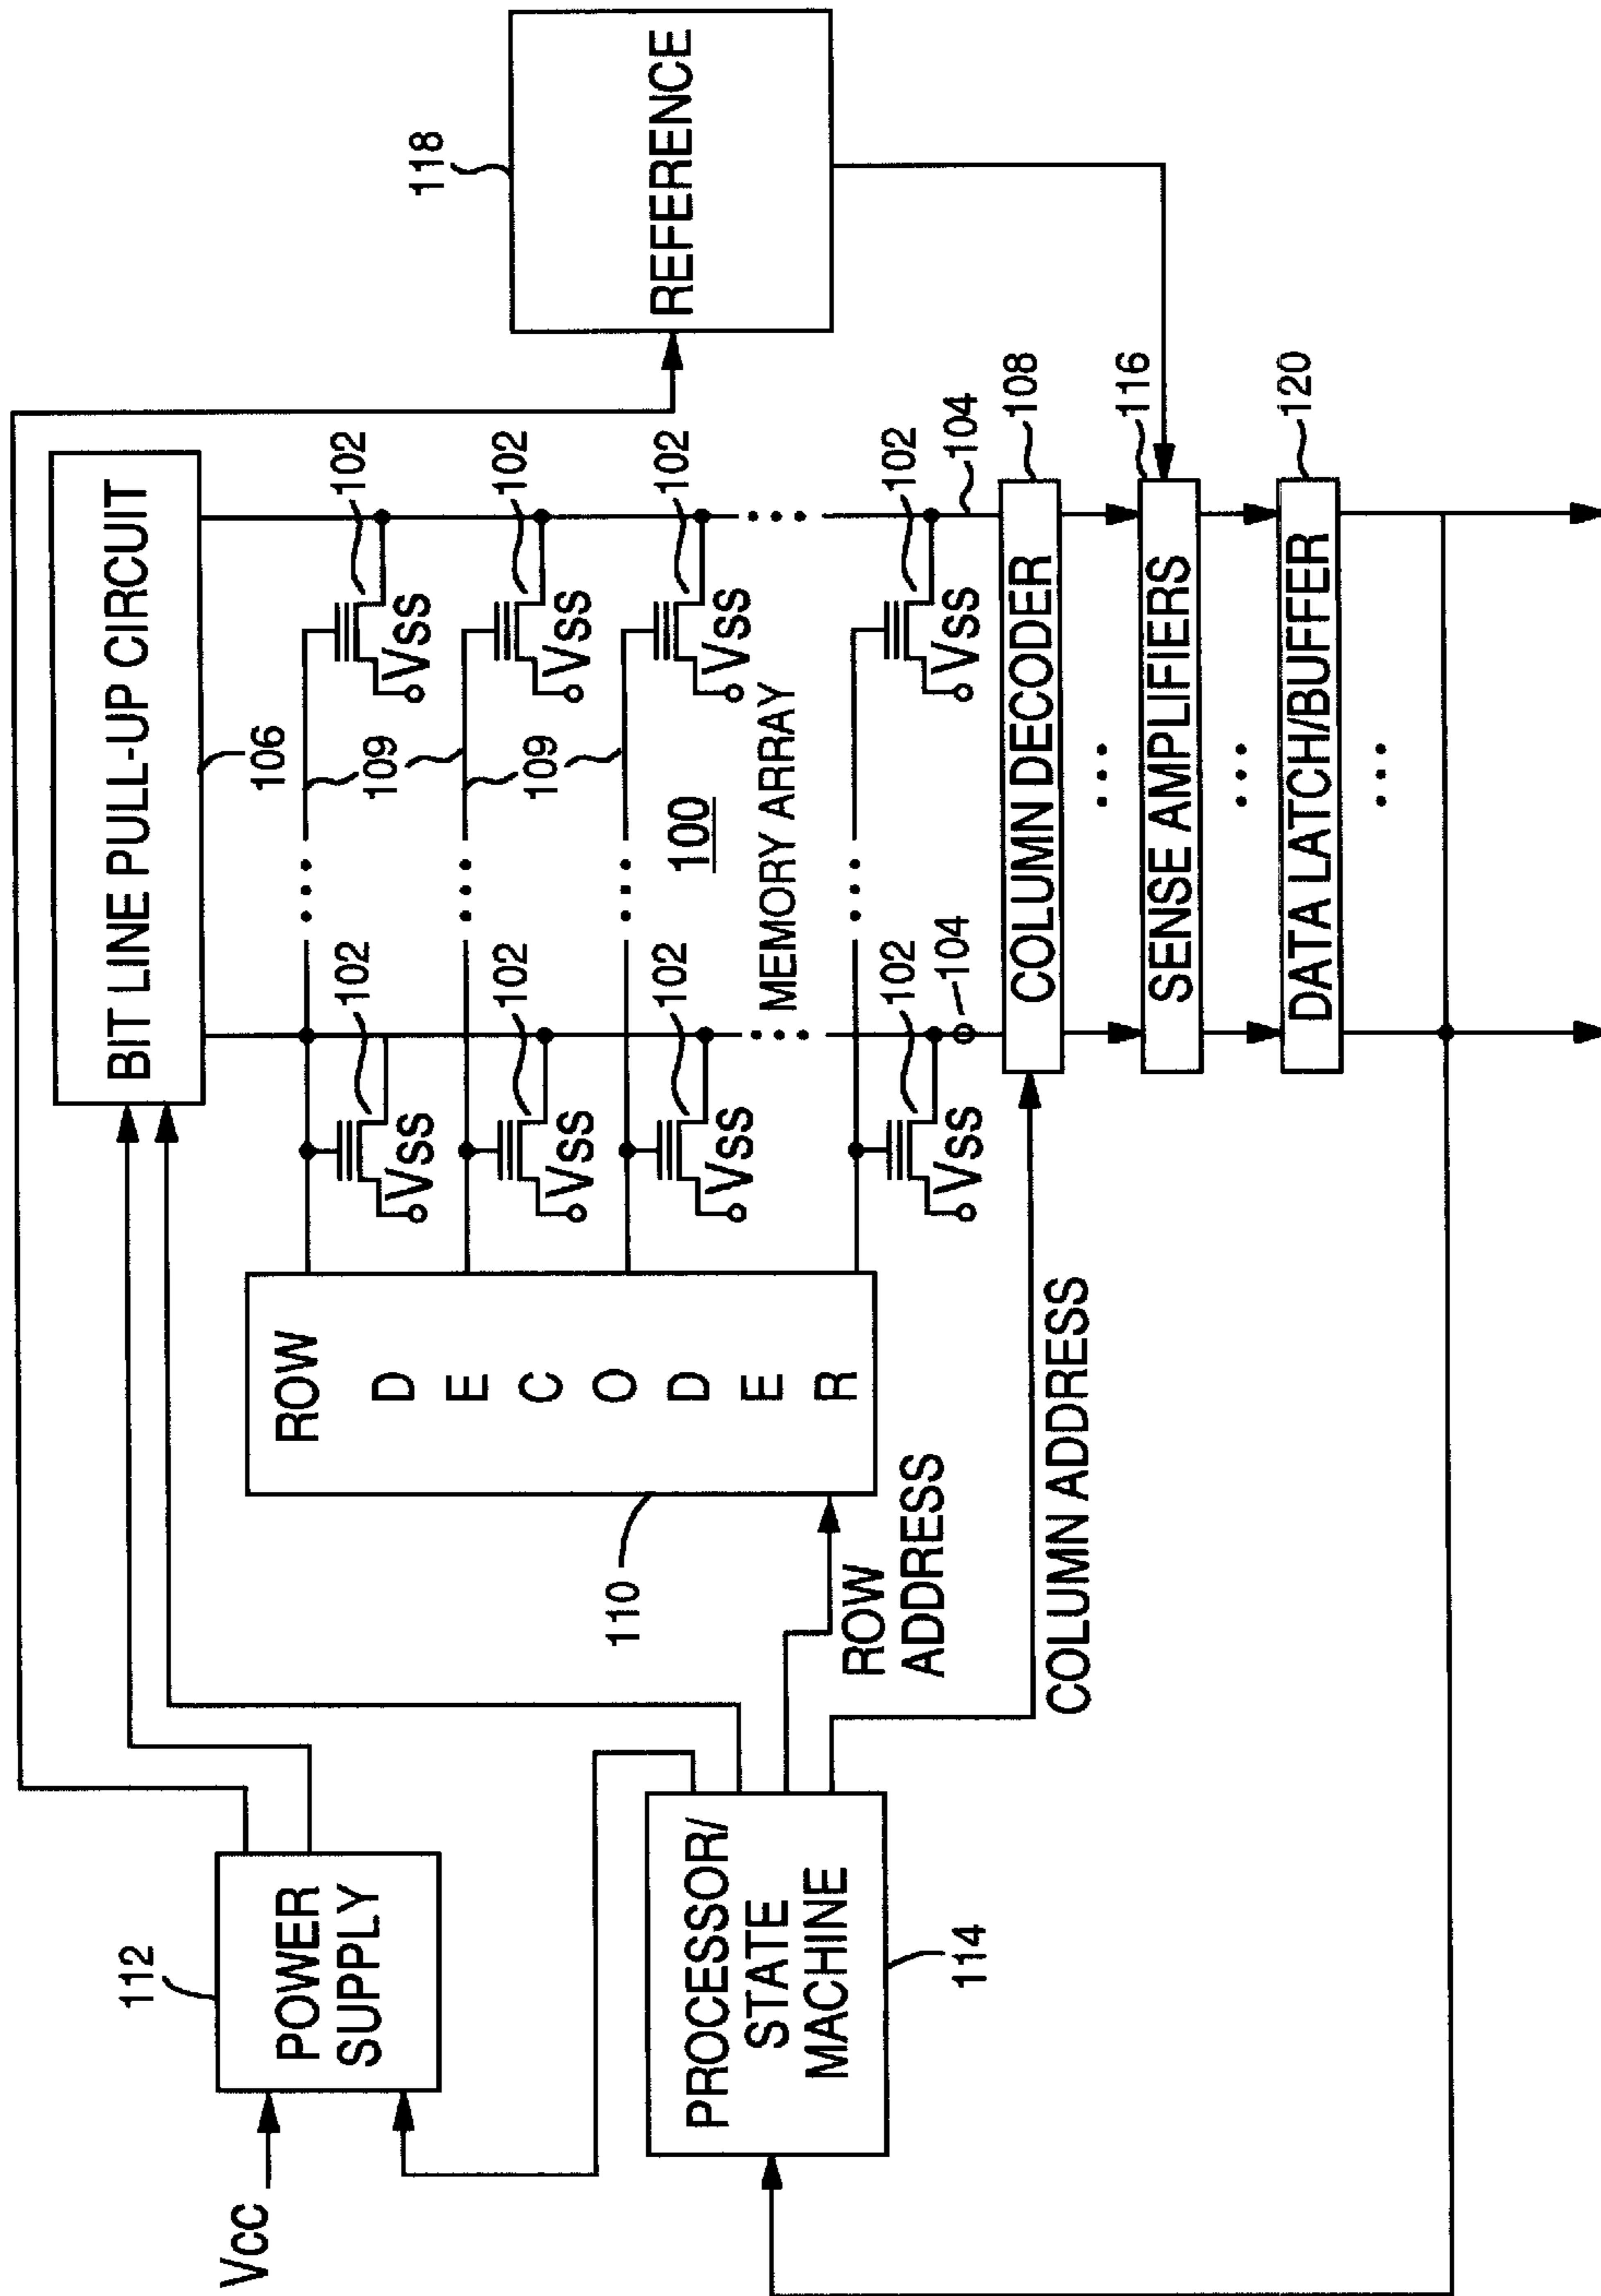 BIT LINE PULL-UP CIRCUIT
106
112
POWER
SUPPLY
Vcc
118
REFERENCE
ROW
D
E
C
O
D
E
R
110
102
Vss
102
Vss
102
Vss
102
Vss
102
Vss
102
Vss
102
Vss
102
Vss
109
109
109
100
MEMORY ARRAY
104
104
PROCESSOR/
STATE
MACHINE
114
ROW
ADDRESS
COLUMN ADDRESS
COLUMN DECODER
108
SENSE AMPLIFIERS
116
DATA LATCH/BUFFER
120